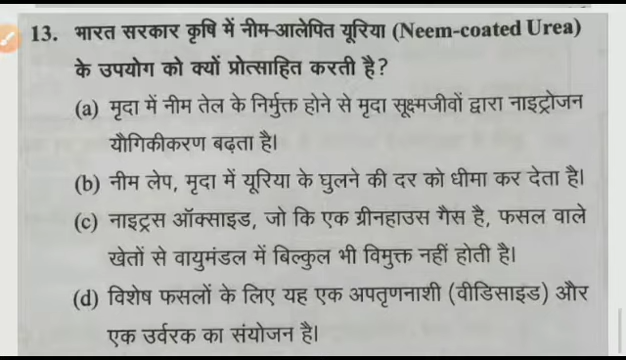 13. भारत सरकार कृषि में नीम-आलेपित यूरिया (Neem-coated Urea)
के उपयोग को क्यों प्रोत्साहित करती है?
(a) मृदा में नीम तेल के निर्मुक्त होने से मृदा सूक्ष्मजीवों द्वारा नाइट्रोजन
यौगिकीकरण बढ़ता है।
(b) नीम लेप, मृदा में यूरिया के घुलने की दर को धीमा कर देता है।
(c) नाइट्रस ऑक्साइड, जो कि एक ग्रीनहाउस गैस है, फसल वाले
खेतों से वायुमंडल में बिल्कुल भी विमुक्त नहीं होती है।
(d) विशेष फसलों के लिए यह एक अपतृणनाशी (वीडिसाइड) और
एक उर्वरक का संयोजन है।